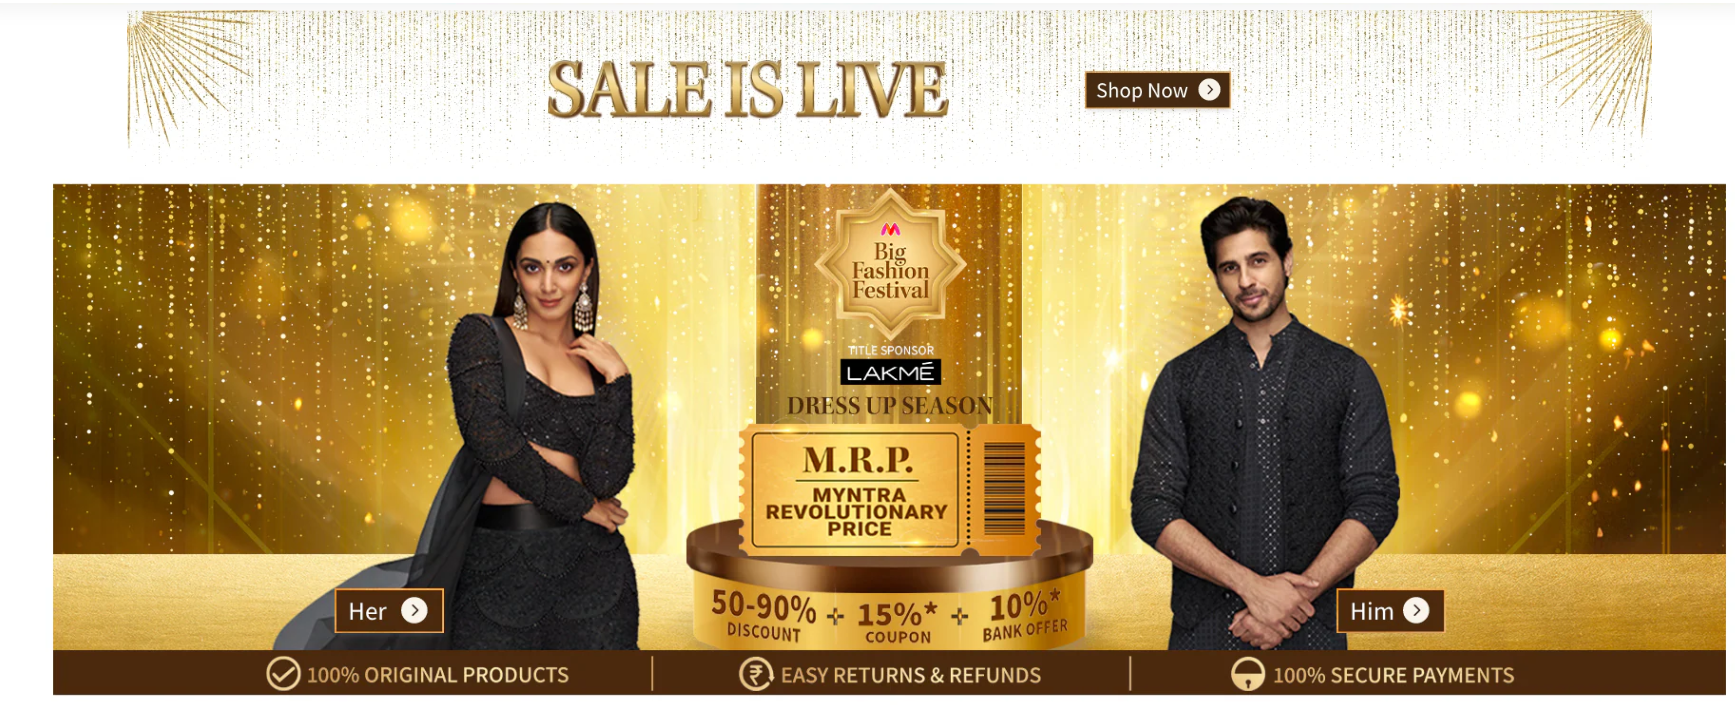 SALE IS LIVE
Shop Now
Big
Fashion
Festival
TITLE SPONSOR
LAKMÉ
DRESS UP SEASON
M.R.P.
MYNTRA
REVOLUTIONARY
PRICE
50-90% + 15%* + 10%*
DISCOUNT COUPON BANK OFFER
Her
Him
100% ORIGINAL PRODUCTS
EASY RETURNS & REFUNDS
100% SECURE PAYMENTS